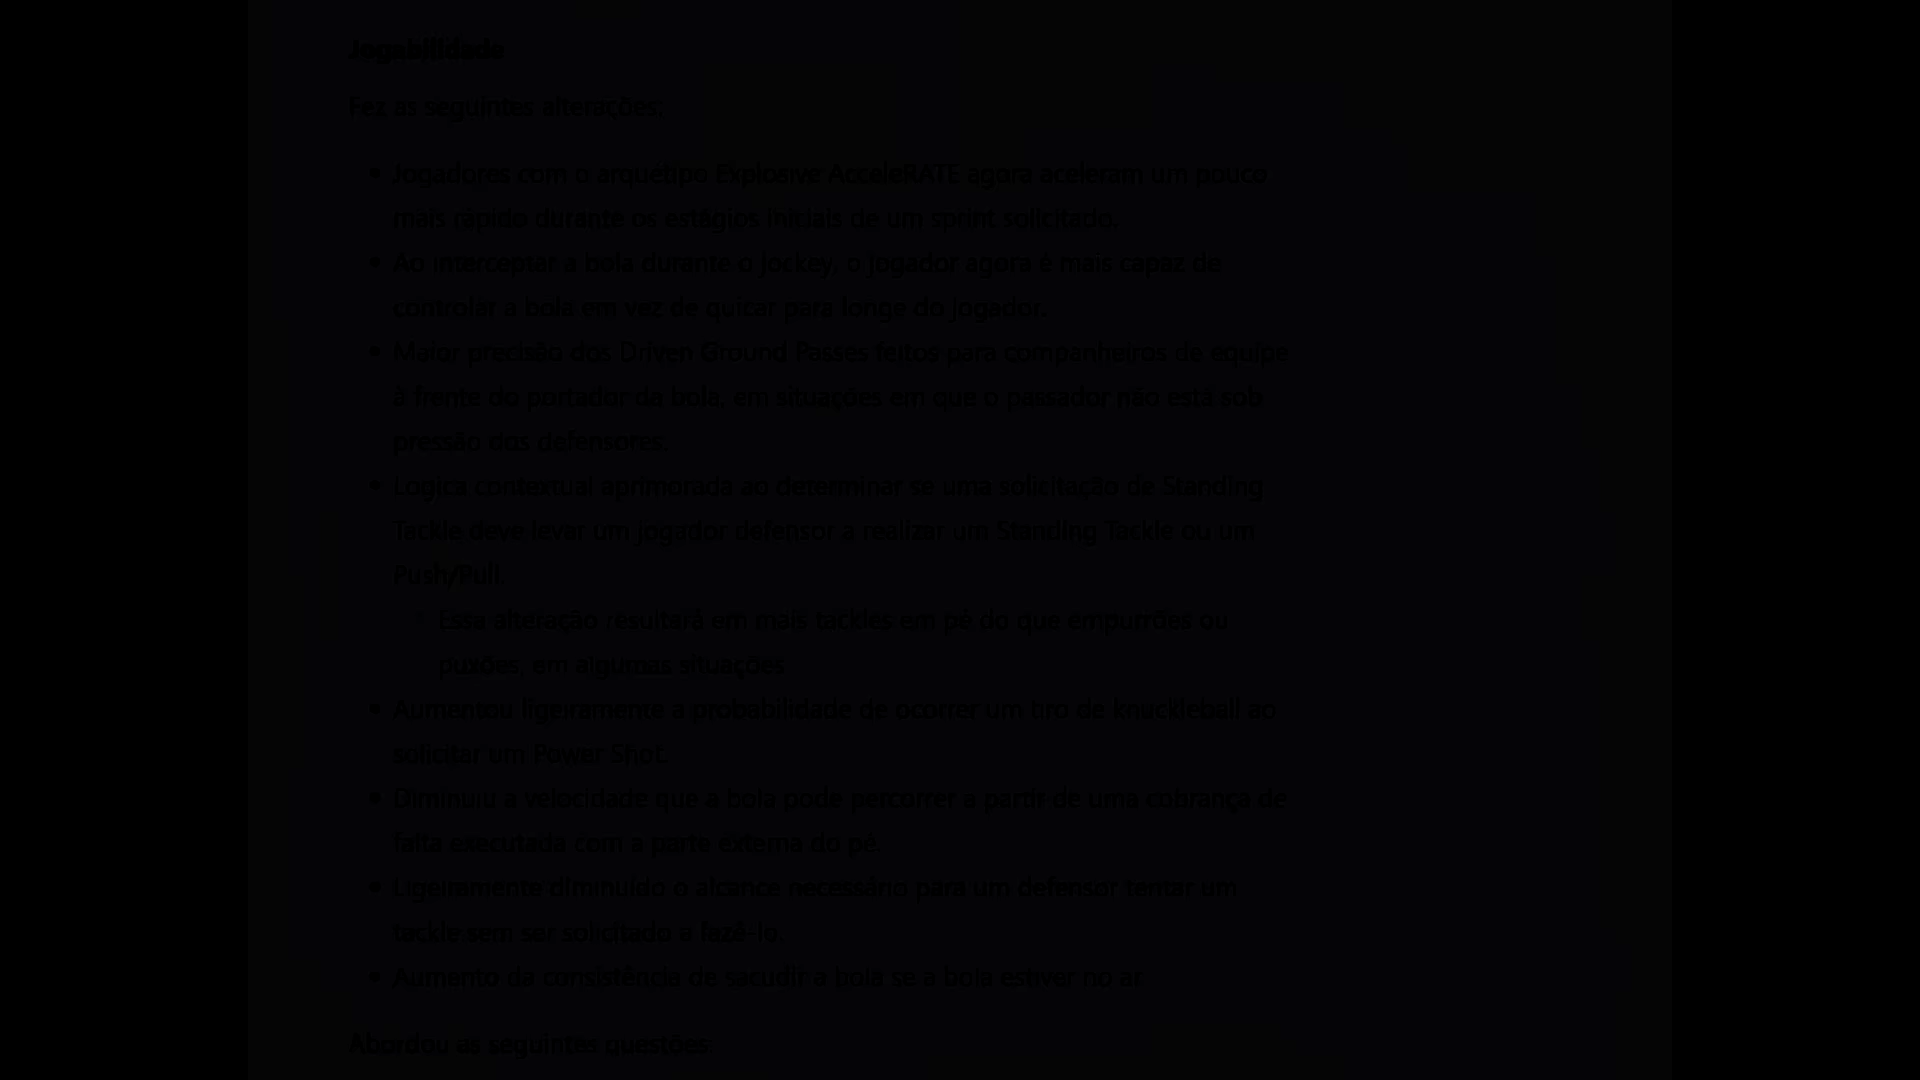 Jogabilidade
Fez as seguintes alterações:
Jogadores com o arquétipo Explosive AcceleRATE agora aceleram um pouco
mais rápido durante os estágios iniciais de um sprint solicitado.
Ao interceptar a bola durante o Jockey, o jogador agora é mais capaz de
controlar a bola em vez de quicar para longe do jogador.
Maior precisão dos Driven Ground Passes feitos para companheiros de equipe
à frente do portador da bola, em situações em que o passador não está sob
pressão dos defensores.
Lógica contextual aprimorada ao determinar se uma solicitação de Standing
Tackle deve levar um jogador defensor a realizar um Standing Tackle ou um
Push/Pull.
Essa alteração resultará em mais tackles em pé do que empurrões ou
puxões, em algumas situações
Aumentou ligeiramente a probabilidade de ocorrer um tiro de knuckleball ao
solicitar um Power Shot.
Diminuiu a velocidade que a bola pode percorrer a partir de uma cobrança de
falta executada com a parte externa do pé.
Ligeiramente diminuído o alcance necessário para um defensor tentar um
tackle sem ser solicitado a fazê-lo.
Aumento da consistência de sacudir a bola se a bola estiver no ar
Abordou as seguintes questões: